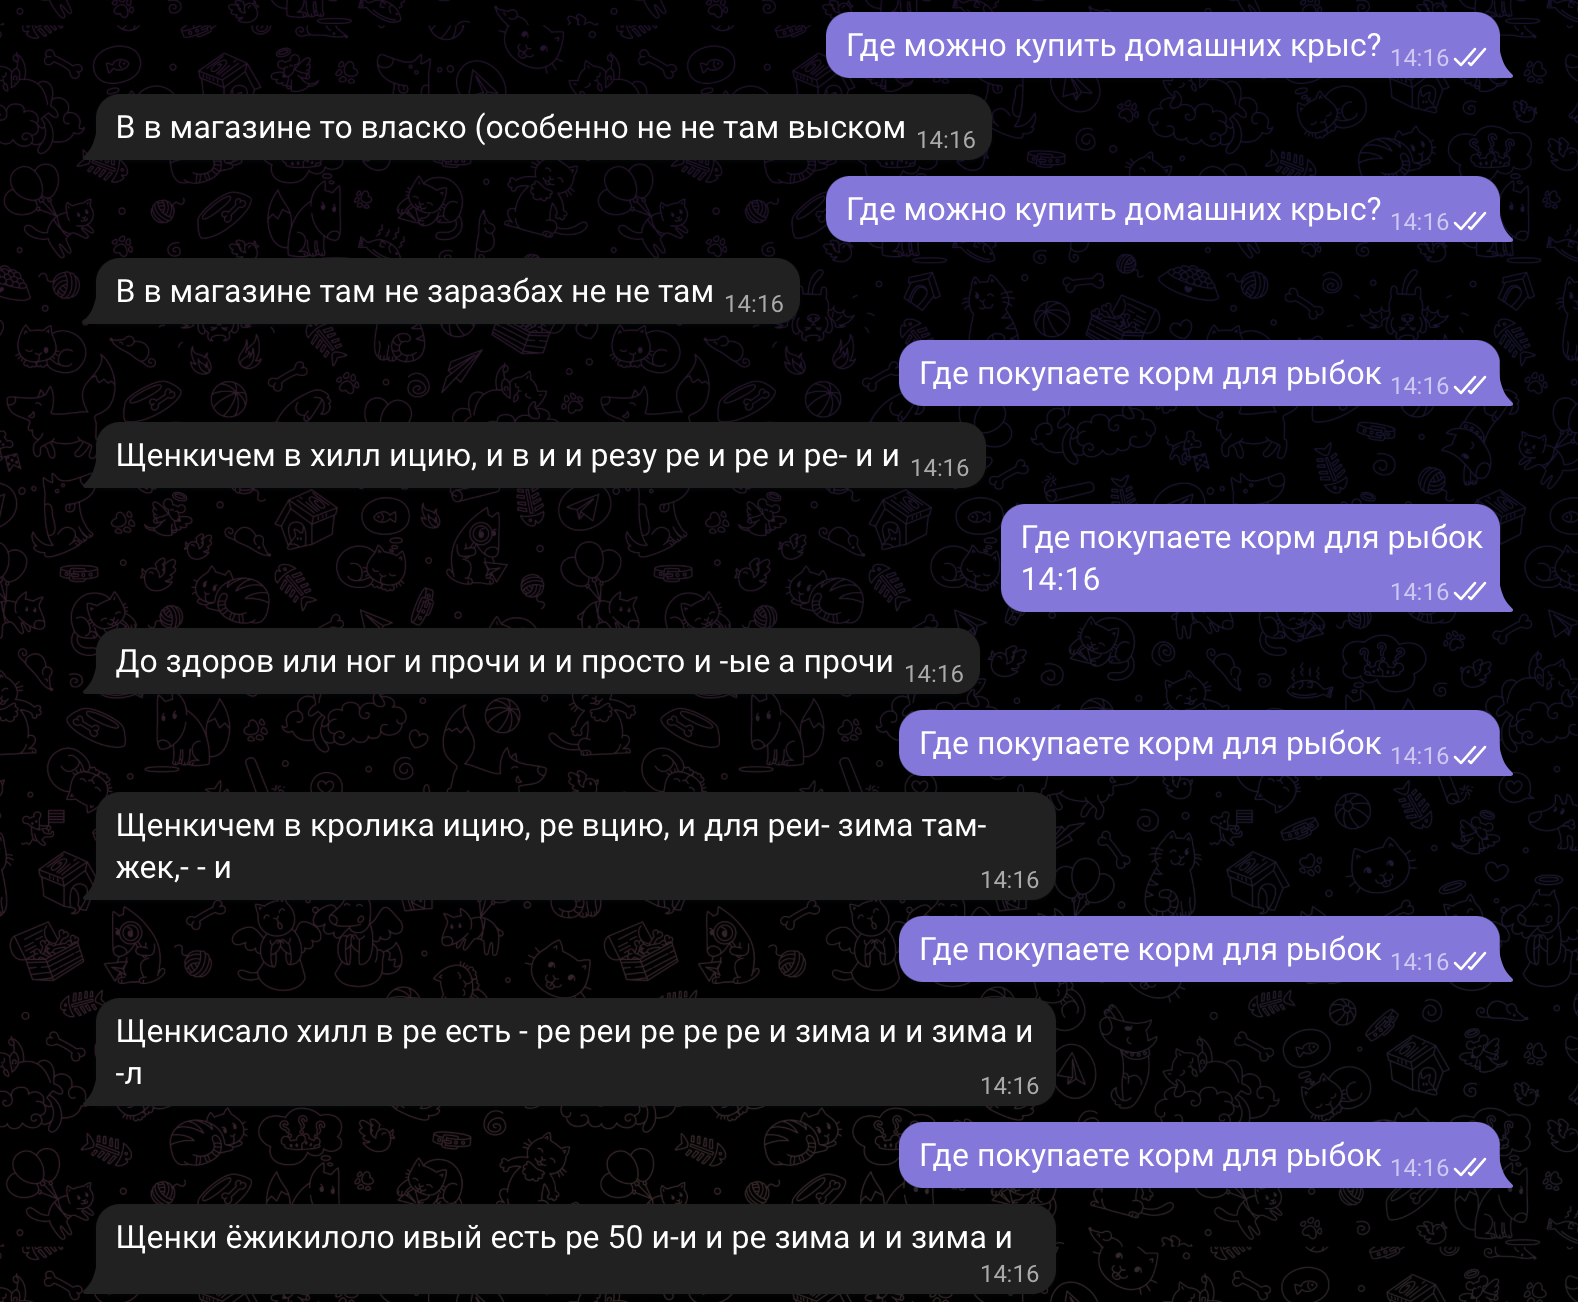 Где можно купить домашних крыс? 14:16
В в магазине то власко (особенно не не там выском 14:16
Где можно купить домашних крыс? 14:16
В в магазине там не заразбах не не там 14:16
Где покупаете корм для рыбок 14:16
Щенкичем в хилл ицию, и в и и резу ре и ре и ре- и и 14:16
Где покупаете корм для рыбок
14:16 14:16
До здоров или ног и прочи и и просто и -ые а прочи 14:16
Где покупаете корм для рыбок 14:16
Щенкичем в кролика ицию, ре вцию, и для реи- зима там-
жек,- - и 14:16
Где покупаете корм для рыбок 14:16
Щенкисало хилл в ре есть - ре реи ре ре ре и зима и и зима и
-л 14:16
Где покупаете корм для рыбок 14:16
Щенки ёжикилоло ивый есть ре 50 и-и и ре зима и и зима и
14:16